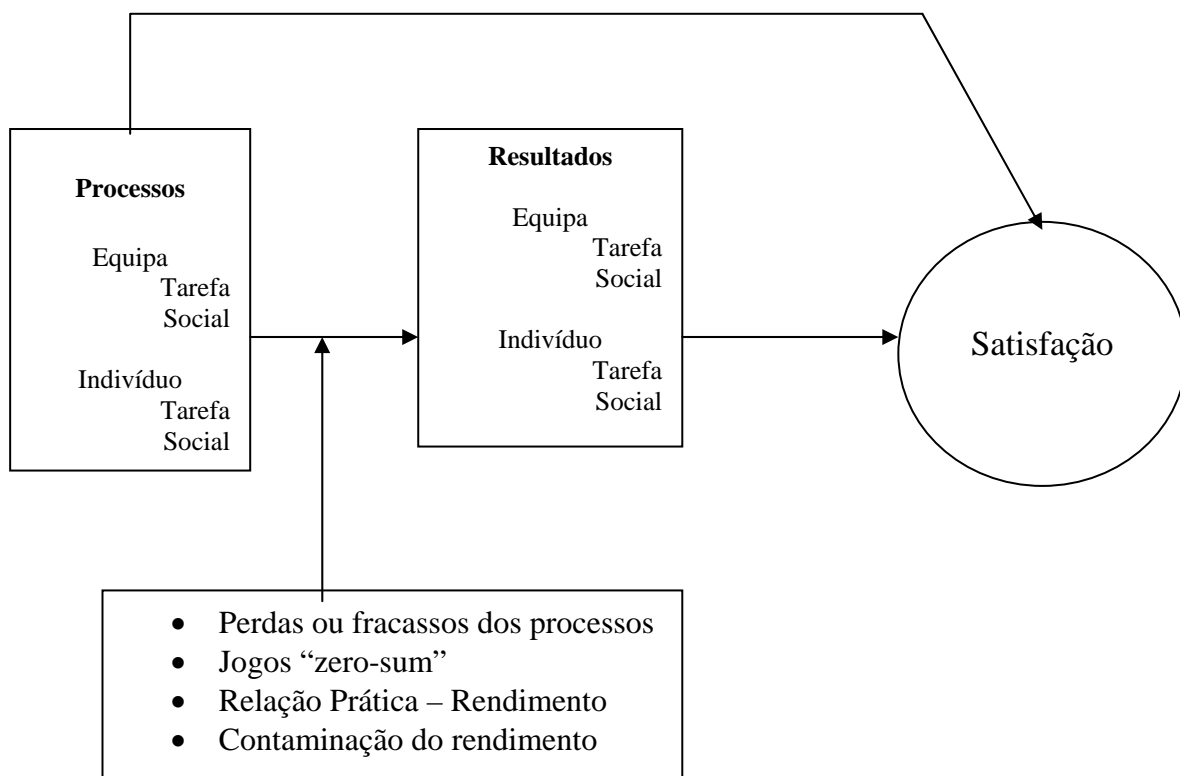 Processos
Equipa
Tarefa
Social
Indivíduo
Tarefa
Social
Resultados
Equipa
Tarefa
Social
Indivíduo
Tarefa
Social
Satisfação
• Perdas ou fracassos dos processos
• Jogos “zero-sum”
• Relação Prática – Rendimento
• Contaminação do rendimento